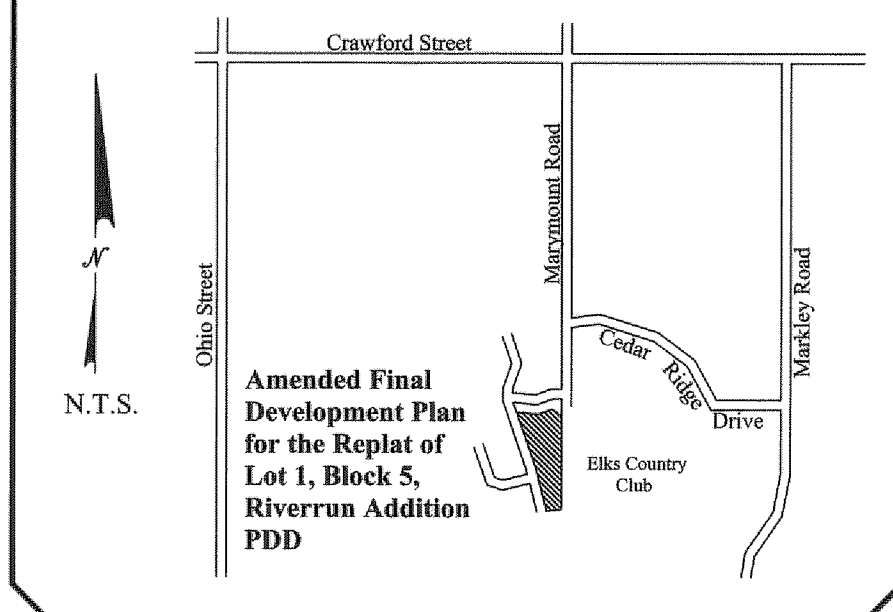 Crawford Street
Marymount Road
Ohio Street
Markley Road
N
N.T.S.
Cedar
Ridge
Drive
Amended Final
Development Plan
for the Replat of
Lot 1, Block 5,
Riverrun Addition
PDD
Elks Country
Club